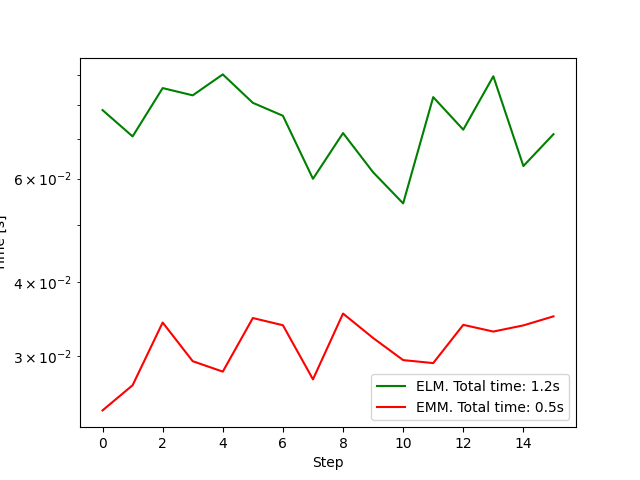 6 × 10⁻²
4 × 10⁻²
3 × 10⁻²
ELM. Total time: 1.2s
EMM. Total time: 0.5s
0 2 4 6 8 10 12 14
Step